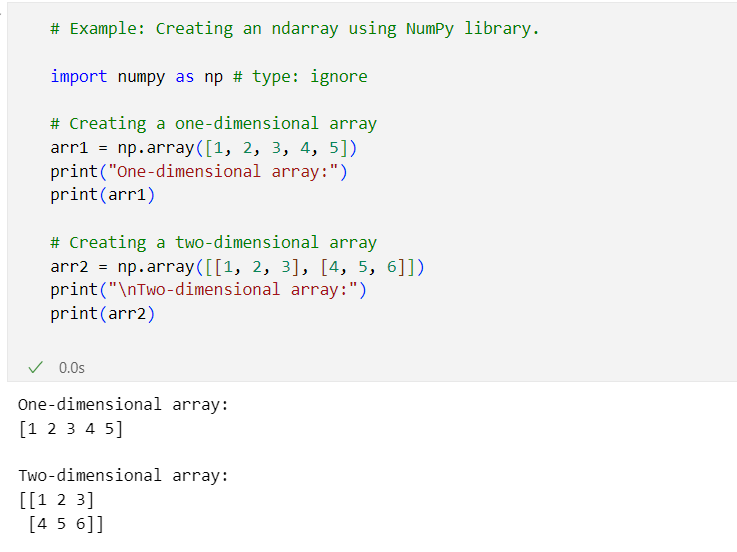 # Example: Creating an ndarray using NumPy library.
import numpy as np # type: ignore
# Creating a one-dimensional array
arr1 = np.array([1, 2, 3, 4, 5])
print("One-dimensional array:")
print(arr1)
# Creating a two-dimensional array
arr2 = np.array([[1, 2, 3], [4, 5, 6]])
print("\nTwo-dimensional array:")
print(arr2)
✓ 0.0s
One-dimensional array:
[1 2 3 4 5]
Two-dimensional array:
[[1 2 3]
 [4 5 6]]